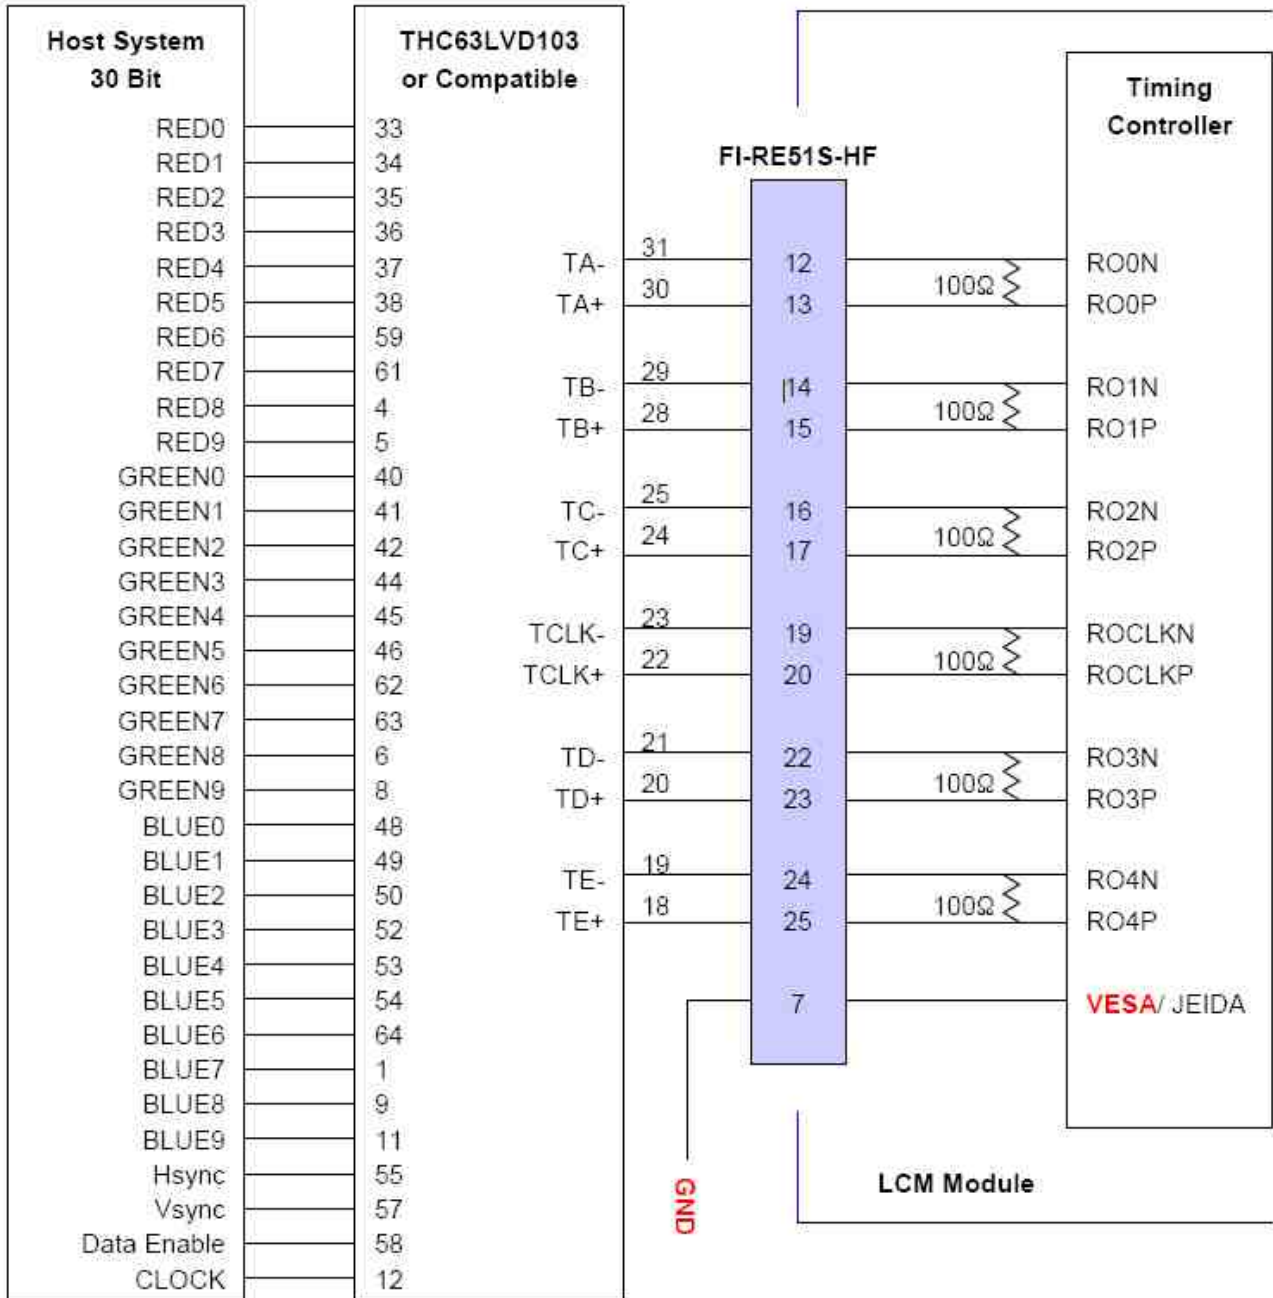 Host System
30 Bit
THC63LVD103
or Compatible
Timing
Controller
FI-RE51S-HF
RED0 33
RED1 34
RED2 35
RED3 36
RED4 37
RED5 38
RED6 59
RED7 61
RED8 4
RED9 5
GREEN0 40
GREEN1 41
GREEN2 42
GREEN3 44
GREEN4 45
GREEN5 46
GREEN6 62
GREEN7 63
GREEN8 6
GREEN9 8
BLUE0 48
BLUE1 49
BLUE2 50
BLUE3 52
BLUE4 53
BLUE5 54
BLUE6 64
BLUE7 1
BLUE8 9
BLUE9 11
Hsync 55
Vsync 57
Data Enable 58
CLOCK 12
TA- 31 12 RO0N
100Ω
TA+ 30 13 RO0P
TB- 29 14 RO1N
100Ω
TB+ 28 15 RO1P
TC- 25 16 RO2N
100Ω
TC+ 24 17 RO2P
TCLK- 23 19 ROCLKN
100Ω
TCLK+ 22 20 ROCLKP
TD- 21 22 RO3N
100Ω
TD+ 20 23 RO3P
TE- 19 24 RO4N
100Ω
TE+ 18 25 RO4P
7 VESA/ JEIDA
GND
LCM Module